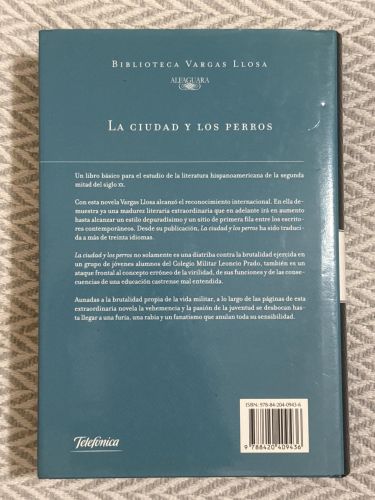 BIBLIOTECA VARGAS LLOSA
ALFAGUARA
LA CIUDAD Y LOS PERROS
Un libro básico para el estudio de la literatura hispanoamericana de la segunda
mitad del siglo XX.
Con esta novela Vargas Llosa alcanzó el reconocimiento internacional. En ella de-
muestra ya una madurez literaria extraordinaria que en adelante irá en aumento
hasta alcanzar un estilo depuradísimo y un sitio de primera fila entre los escrito-
res contemporáneos. Desde su publicación, La ciudad y los perros ha sido traduci-
da a más de treinta idiomas.
La ciudad y los perros no solamente es una diatriba contra la brutalidad ejercida en
un grupo de jóvenes alumnos del Colegio Militar Leoncio Prado, también es un
ataque frontal al concepto erróneo de la virilidad, de sus funciones y de las conse-
cuencias de una educación castrense mal entendida.
Aunadas a la brutalidad propia de la vida militar, a lo largo de las páginas de esta
extraordinaria novela la vehemencia y la pasión de la juventud se desbocan has-
ta llegar a una furia, una rabia y un fanatismo que anulan toda su sensibilidad.
ISBN: 978-84-204-0943-6
9 788420 409436
Telefónica